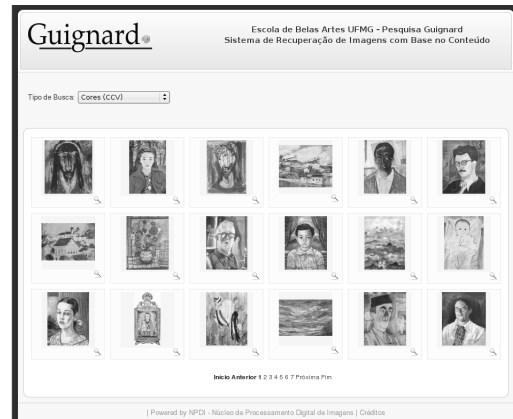 Guignard
Escola de Belas Artes UFMG - Pesquisa Guignard
Sistema de Recuperação de Imagens com Base no Conteúdo
Tipo de Busca: Cores (CCV)
Início Anterior 1 2 3 4 5 6 7 Próxima Fim
| Powered by NPDI - Núcleo de Processamento Digital de Imagens | Créditos